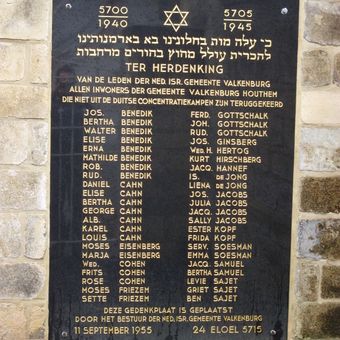 5700
1940
5705
1945
כי עלה מות בחלונינו בא בארמנותינו
להכרית עולל מחוץ בחורים מרחבות
TER HERDENKING
VAN DE LEDEN DER NED. ISR. GEMEENTE VALKENBURG
ALLEN INWONERS DER GEMEENTE VALKENBURG HOUTHEM
DIE NIET UIT DE DUITSE CONCENTRATIEKAMPEN ZIJN TERUGGEKEERD
JOS. BENEDIK
BERTHA BENEDIK
WALTER BENEDIK
ELISE BENEDIK
ERNA BENEDIK
MATHILDE BENEDIK
ROB. BENEDIK
RUD. BENEDIK
DANIEL CAHN
ELISE CAHN
BERTHA CAHN
GEORGE CAHN
ALB. CAHN
KAREL CAHN
LOUIS CAHN
MOSES EISENBERG
MARJA EISENBERG
WED. COHEN
FRITS COHEN
ROSE COHEN
MOSES FRIEZEM
SETTE FRIEZEM
FERD. GOTTSCHALK
JOH. GOTTSCHALK
RUD. GOTTSCHALK
JOS. GINSBERG
WED. H. HERTOG
KURT HIRSCHBERG
JACQ. HANNEF
IS. DE JONG
LIENA DE JONG
JOS. JACOBS
JULIA JACOBS
JACQ. JACOBS
SALLY JACOBS
ESTER KOPF
FRIDA KOPF
SERV. SOESMAN
EMMA SOESMAN
JACQ. SAMUEL
BERTHA SAMUEL
LEVIE SAJET
GRIET SAJET
BEN SAJET
DEZE GEDENKPLAAT IS GEPLAATST
DOOR HET BESTUUR DER NED. ISR. GEMEENTE VALKENBURG
11 SEPTEMBER 1955 24 ELOEL 5715